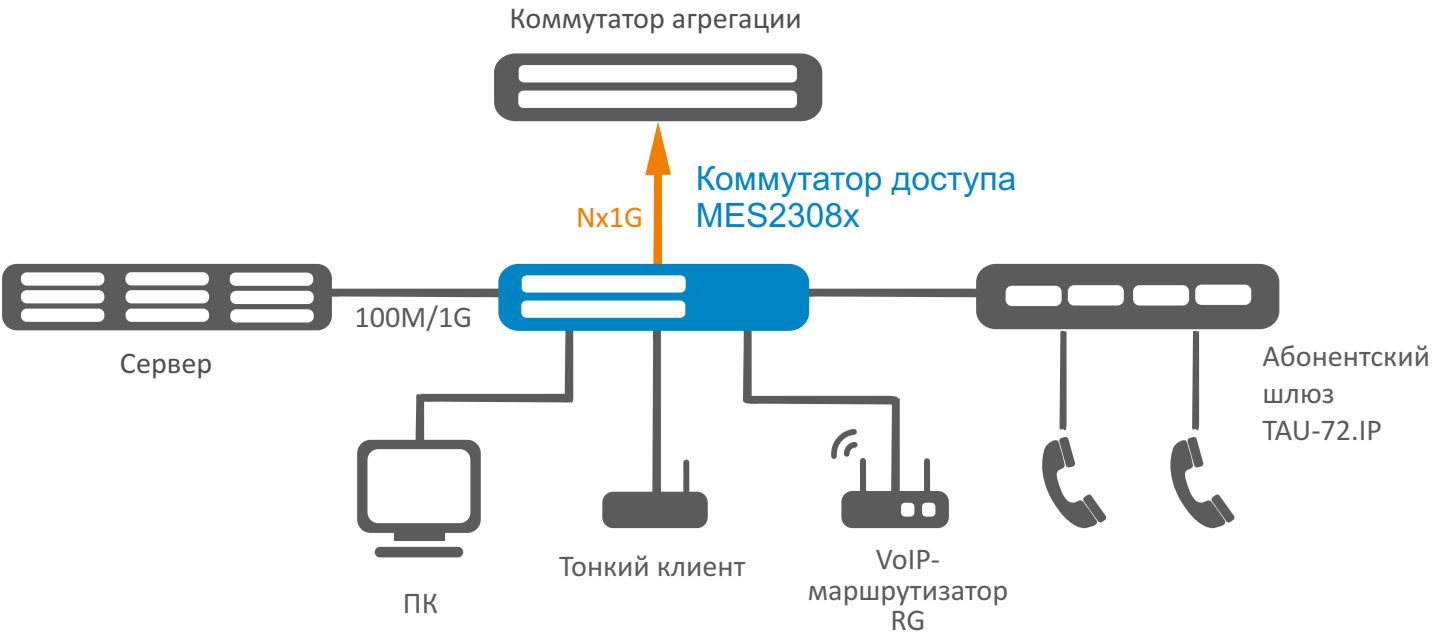 Коммутатор агрегации
Коммутатор доступа
MES2308x
Nx1G
100M/1G
Сервер
Абонентский
шлюз
TAU-72.IP
ПК
Тонкий клиент
VoIP-
маршрутизатор
RG